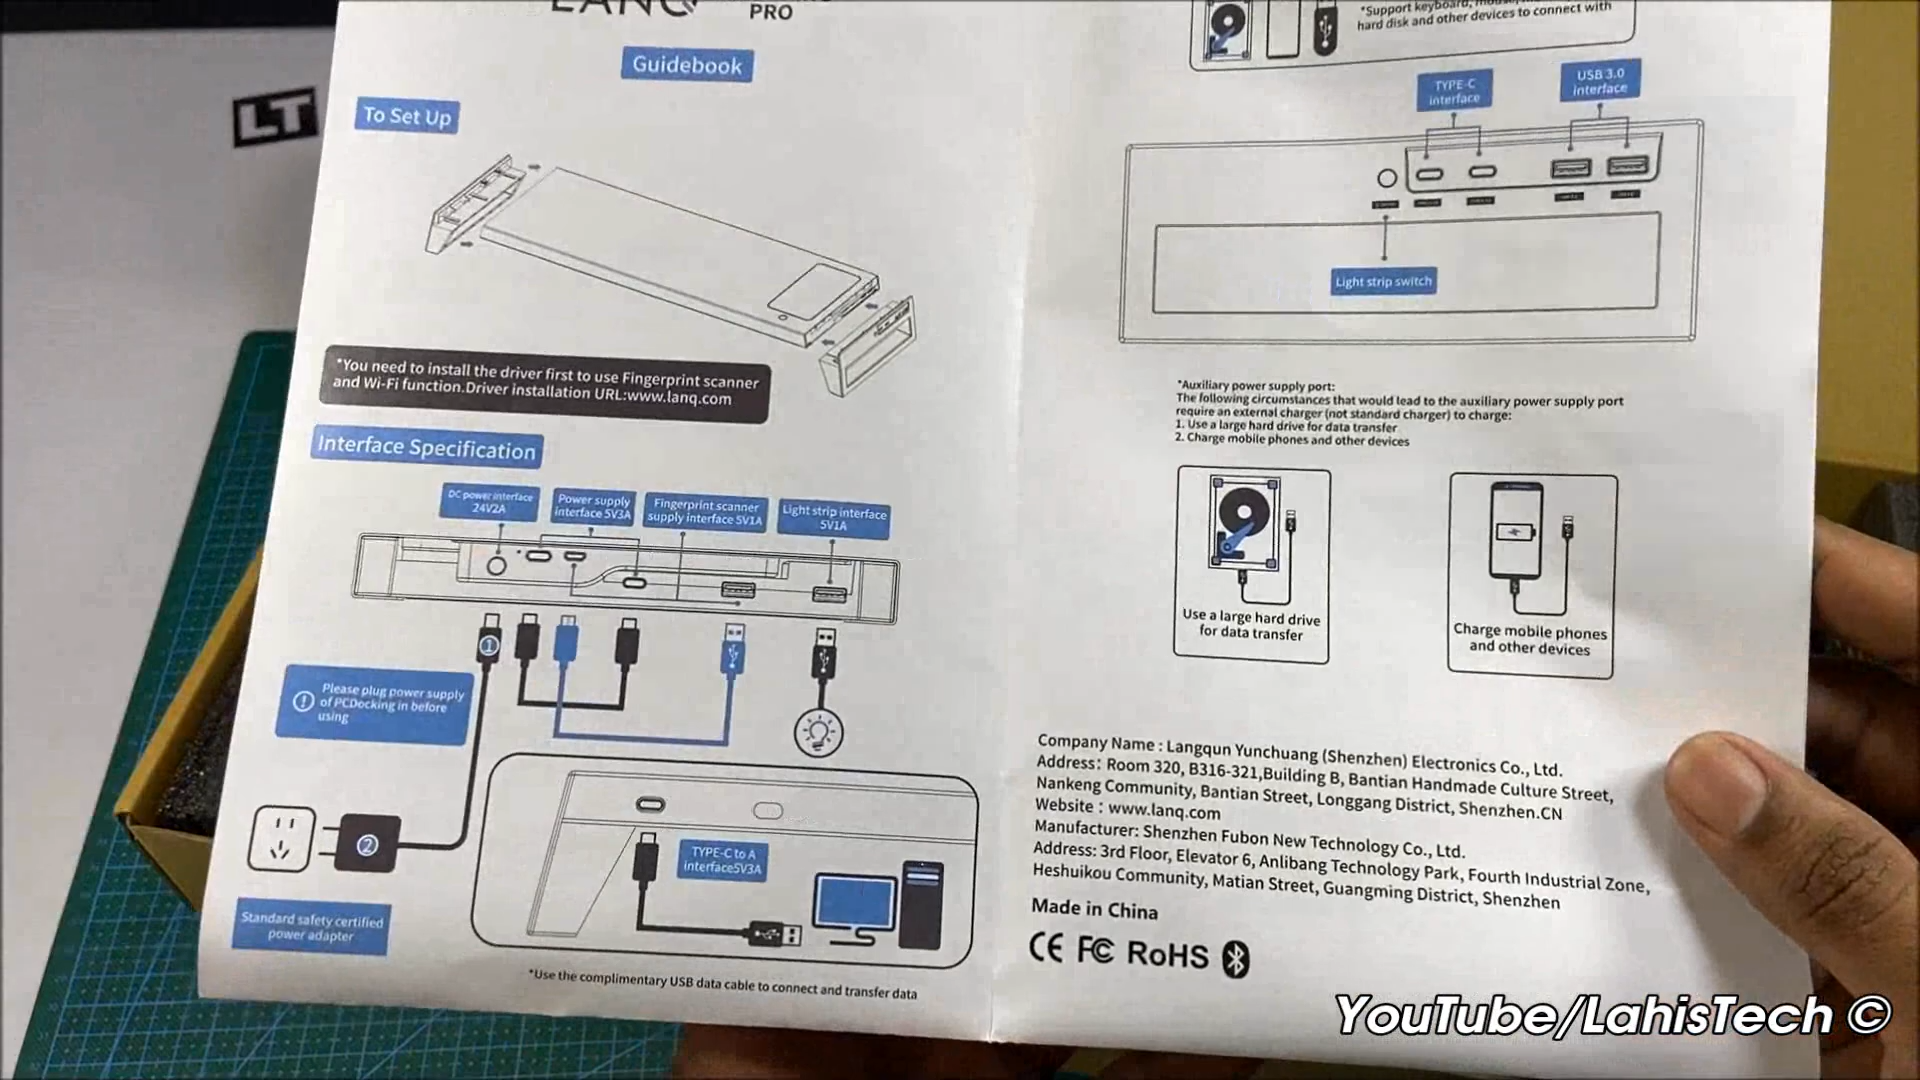 LANQ
PRO
Guidebook
To Set Up
LT
*You need to install the driver first to use Fingerprint scanner
and Wi-Fi function.Driver installation URL:www.lanq.com
Interface Specification
DC power interface
24V2A
Power supply
interface 5V3A
Fingerprint scanner
supply interface 5V1A
Light strip interface
5V1A
1
Please plug power supply
of PCDocking in before
using
2
Standard safety certified
power adapter
TYPE-C to A
interface5V3A
*Use the complimentary USB data cable to connect and transfer data
*Support keyboard,
hard disk and other devices to connect with
TYPE-C
interface
USB 3.0
interface
Light strip switch
*Auxiliary power supply port:
The following circumstances that would lead to the auxiliary power supply port
require an external charger (not standard charger) to charge:
1. Use a large hard drive for data transfer
2. Charge mobile phones and other devices
Use a large hard drive
for data transfer
Charge mobile phones
and other devices
Company Name : Langqun Yunchuang (Shenzhen) Electronics Co., Ltd.
Address: Room 320, B316-321,Building B, Bantian Handmade Culture Street,
Nankeng Community, Bantian Street, Longgang District, Shenzhen.CN
Website : www.lanq.com
Manufacturer: Shenzhen Fubon New Technology Co., Ltd.
Address: 3rd Floor, Elevator 6, Anlibang Technology Park, Fourth Industrial Zone,
Heshuikou Community, Matian Street, Guangming District, Shenzhen
Made in China
CE FC RoHS
YouTube/LahisTech ©